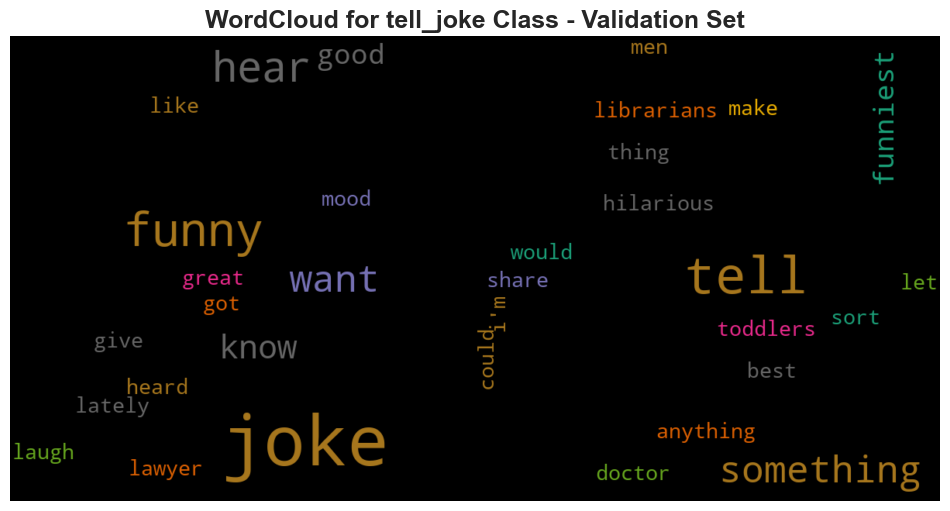 WordCloud for tell_joke Class - Validation Set
men
hear
good
funniest
like
librarians
make
thing
mood
hilarious
funny
would
tell
great
want
share
let
got
i'm
toddlers
sort
give
know
could
best
heard
lately
joke
anything
laugh
lawyer
doctor
something